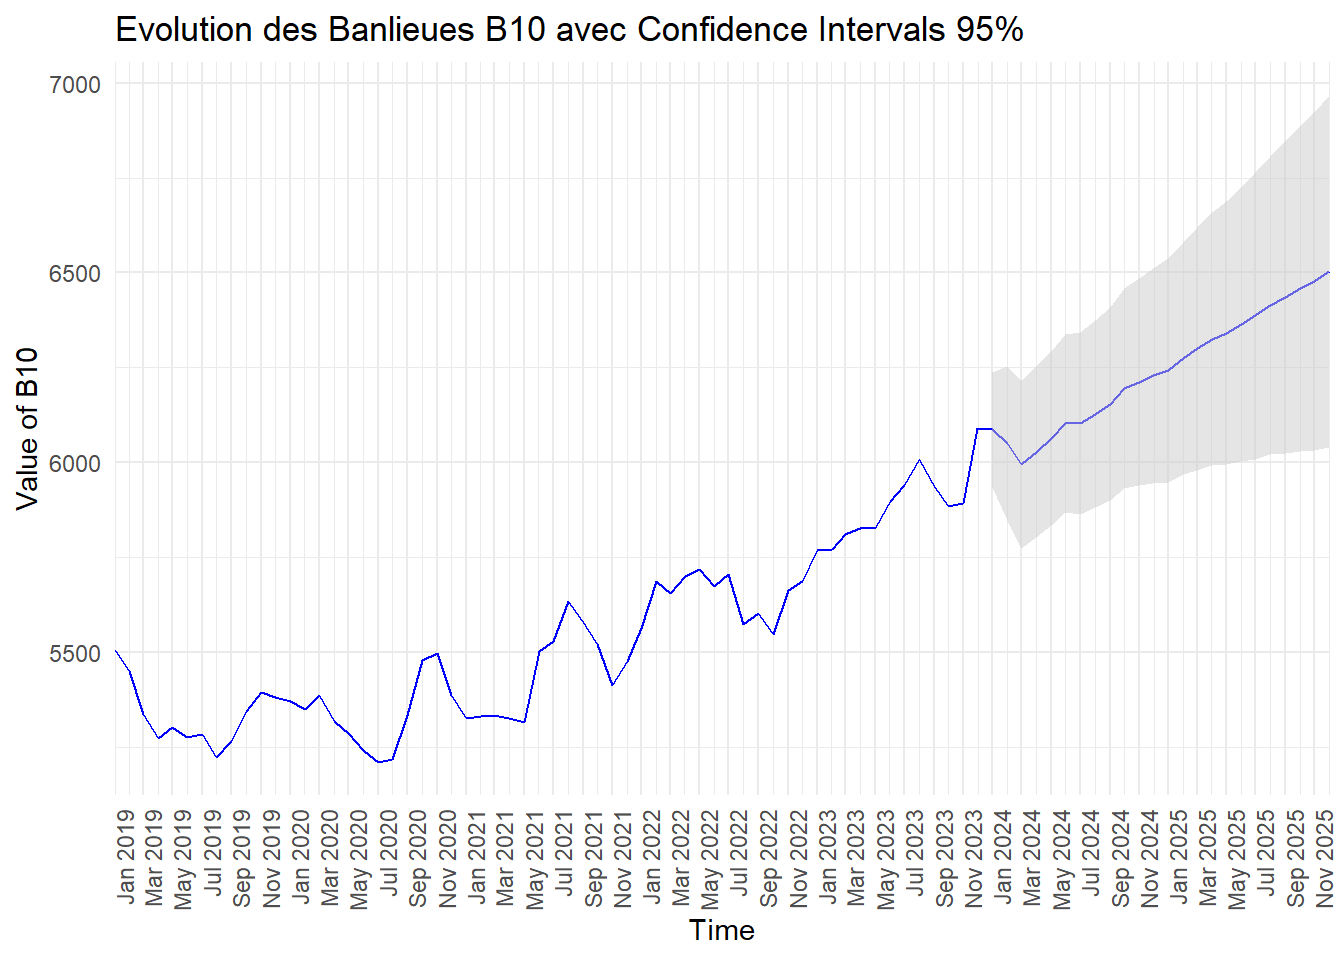 Evolution des Banlieues B10 avec Confidence Intervals 95%
7000
6500
6000
5500
Value of B10
Jan 2019
Mar 2019
May 2019
Jul 2019
Sep 2019
Nov 2019
Jan 2020
Mar 2020
May 2020
Jul 2020
Sep 2020
Nov 2020
Jan 2021
Mar 2021
May 2021
Jul 2021
Sep 2021
Nov 2021
Jan 2022
Mar 2022
May 2022
Jul 2022
Sep 2022
Nov 2022
Jan 2023
Mar 2023
May 2023
Jul 2023
Sep 2023
Nov 2023
Jan 2024
Mar 2024
May 2024
Jul 2024
Sep 2024
Nov 2024
Jan 2025
Mar 2025
May 2025
Jul 2025
Sep 2025
Nov 2025
Time